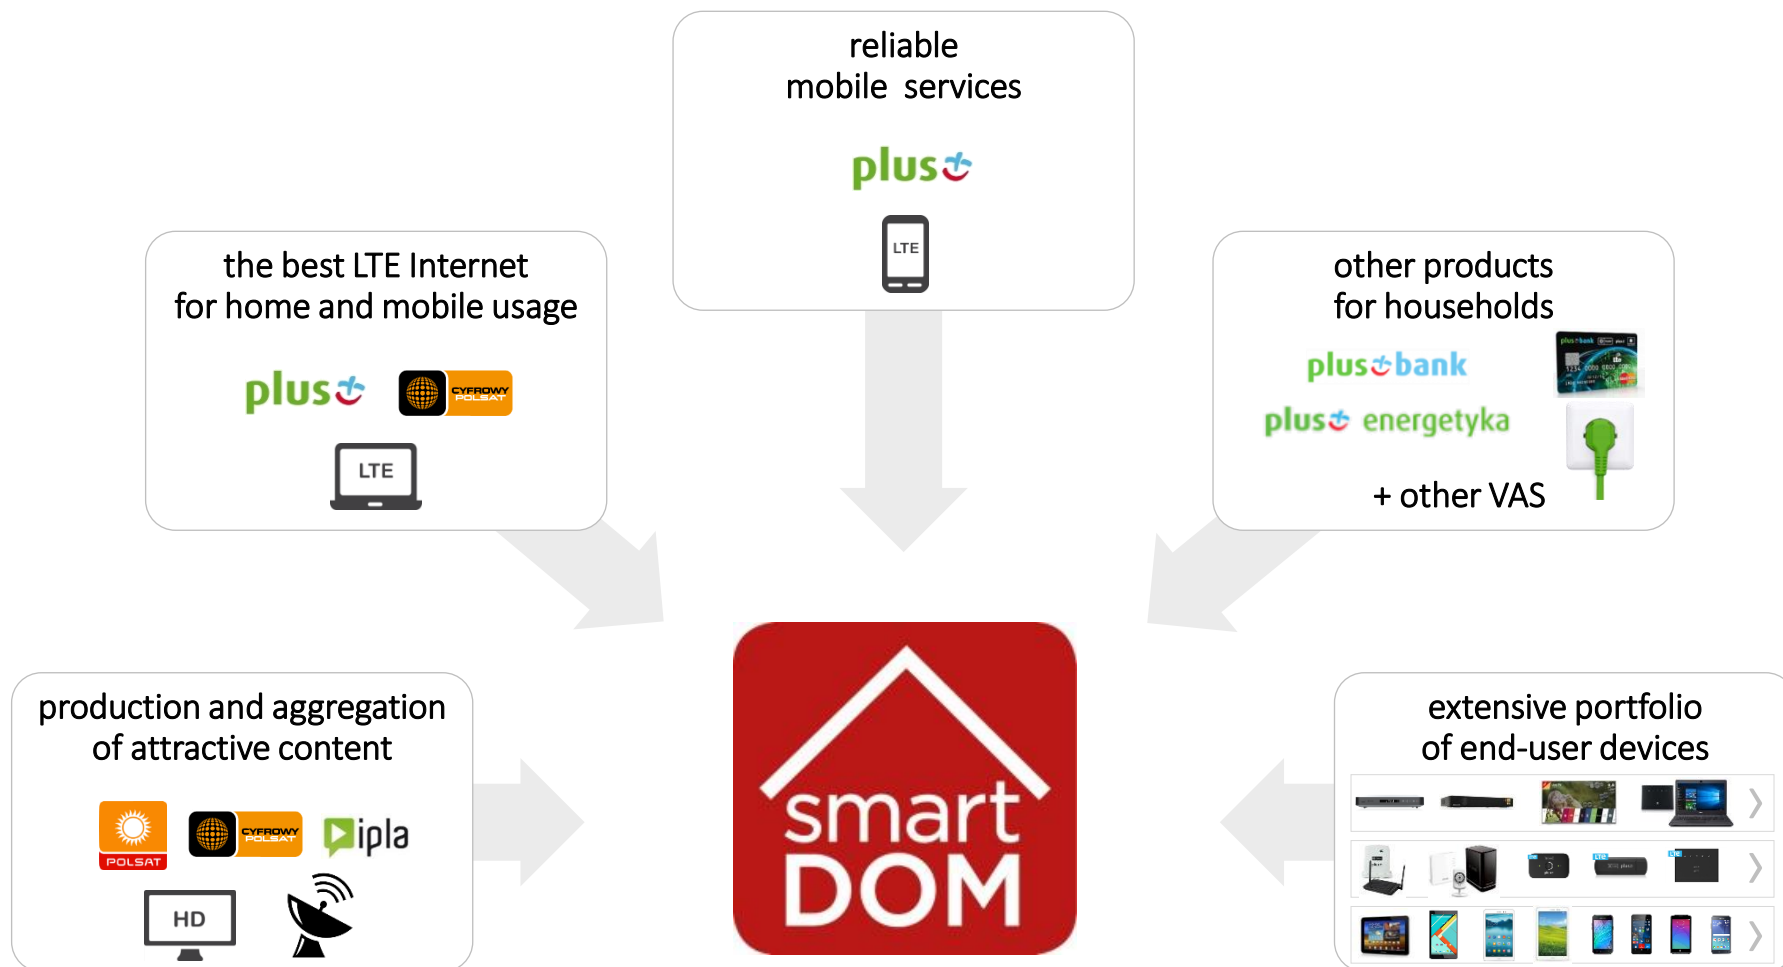 reliable
mobile services
plus
LTE
the best LTE Internet
for home and mobile usage
plus
CYFROWY
POLSAT
LTE
other products
for households
plus bank
plus energetyka
+ other VAS
production and aggregation
of attractive content
POLSAT
CYFROWY
POLSAT
ipla
HD
smart
DOM
extensive portfolio
of end-user devices